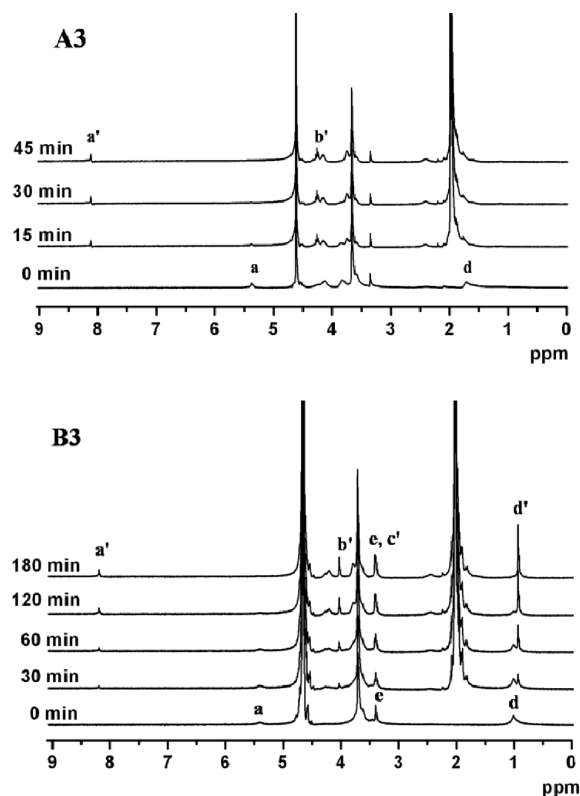 A3
a' b'
45 min
30 min
15 min
0 min a d
9 8 7 6 5 4 3 2 1 0
ppm
B3
a' b' e, c' d'
180 min
120 min
60 min
30 min
0 min a e d
9 8 7 6 5 4 3 2 1 0
ppm